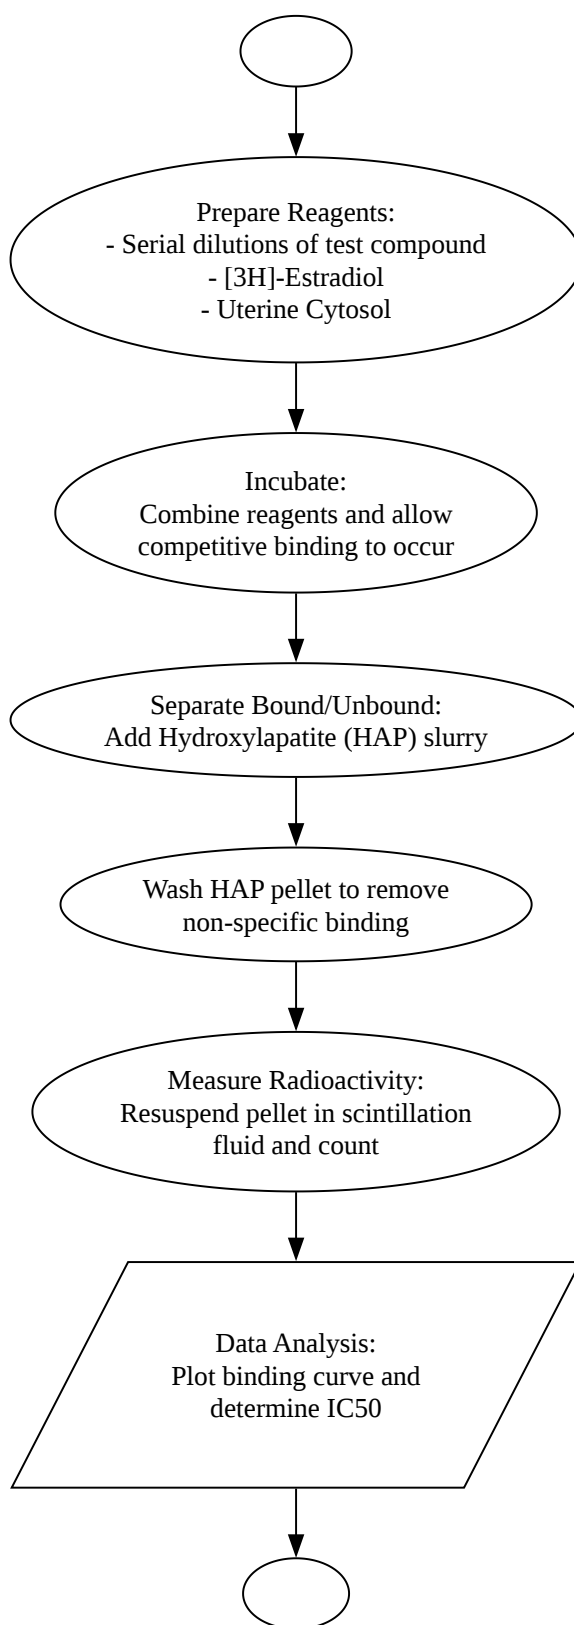 Prepare Reagents:
- Serial dilutions of test compound
- [3H]-Estradiol
- Uterine Cytosol
Incubate:
Combine reagents and allow
competitive binding to occur
Separate Bound/Unbound:
Add Hydroxylapatite (HAP) slurry
Wash HAP pellet to remove
non-specific binding
Measure Radioactivity:
Resuspend pellet in scintillation
fluid and count
Data Analysis:
Plot binding curve and
determine IC50